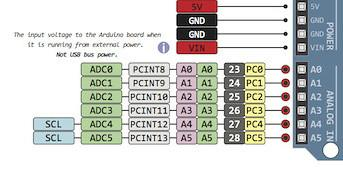 5V 5V
GND GND
GND GND
VIN VIN
POWER
The input voltage to the Arduino board when
it is running from external power.
Not USB bus power.
i
ADC0 PCINT8 A0 A0 23 PC0 A0
ADC1 PCINT9 A1 A1 24 PC1 A1
ADC2 PCINT10 A2 A2 25 PC2 A2
ADC3 PCINT11 A3 A3 26 PC3 A3
SCL ADC4 PCINT12 A4 A4 27 PC4 A4
SCL ADC5 PCINT13 A5 A5 28 PC5 A5
ANALOG IN